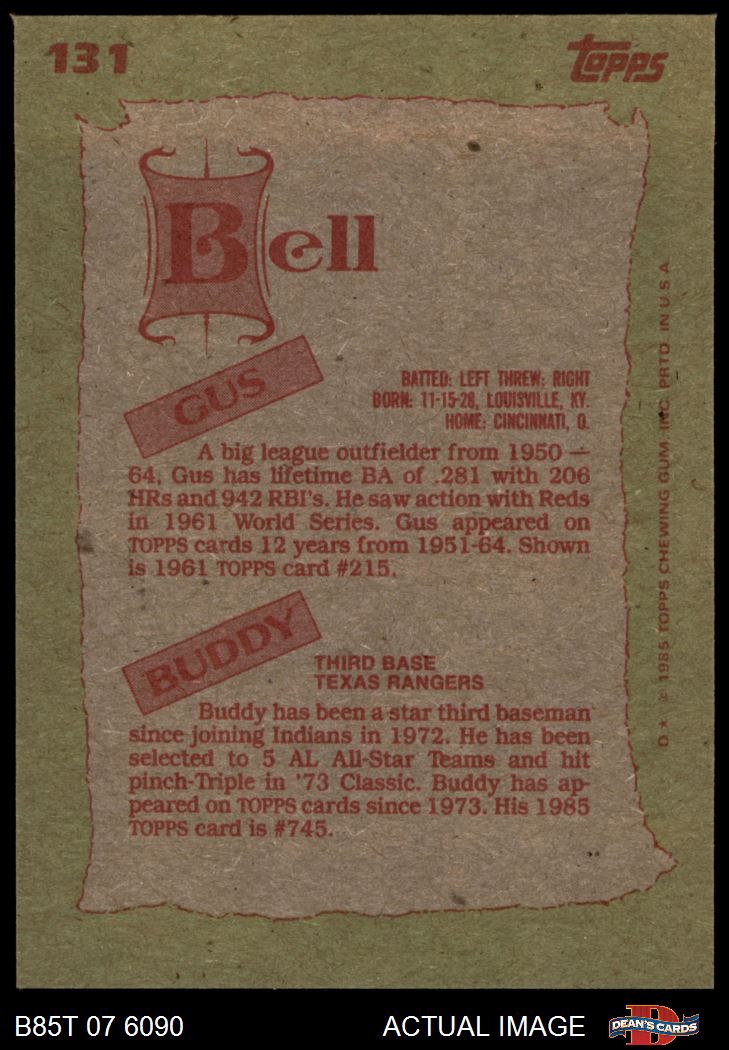 131
TOPPS
Bell
GUS
BATTED: LEFT THREW: RIGHT
BORN: 11-15-28, LOUISVILLE, KY.
HOME: CINCINNATI, O.
A big league outfielder from 1950 —
64, Gus has lifetime BA of .281 with 206
HRs and 942 RBI's. He saw action with Reds
in 1961 World Series. Gus appeared on
TOPPS cards 12 years from 1951-64. Shown
is 1961 TOPPS card #215.
BUDDY
THIRD BASE
TEXAS RANGERS
Buddy has been a star third baseman
since joining Indians in 1972. He has been
selected to 5 AL All-Star Teams and hit
pinch-Triple in '73 Classic. Buddy has ap-
peared on TOPPS cards since 1973. His 1985
TOPPS card is #745.
D* © 1985 TOPPS CHEWING GUM, INC. PRTD. IN U.S.A.
B85T 07 6090
ACTUAL IMAGE
D
DEAN'S CARDS